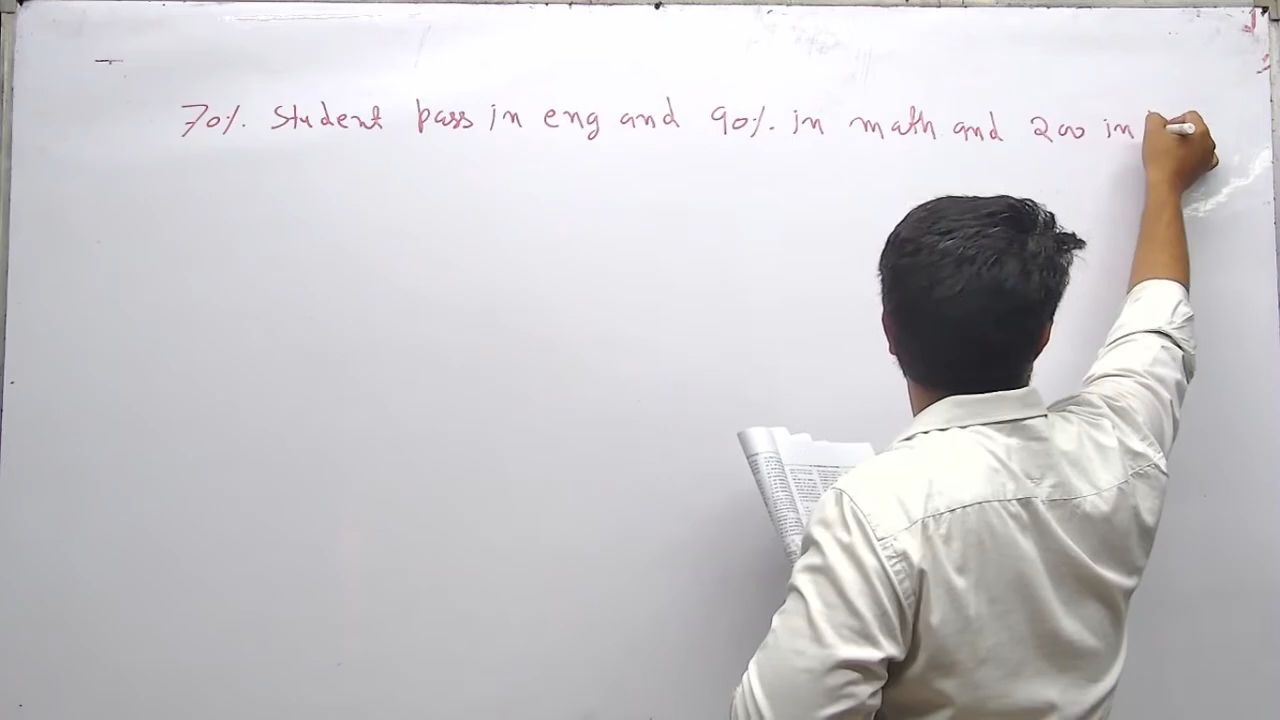 70%. Student pass in eng and 90%. in math and 200 in